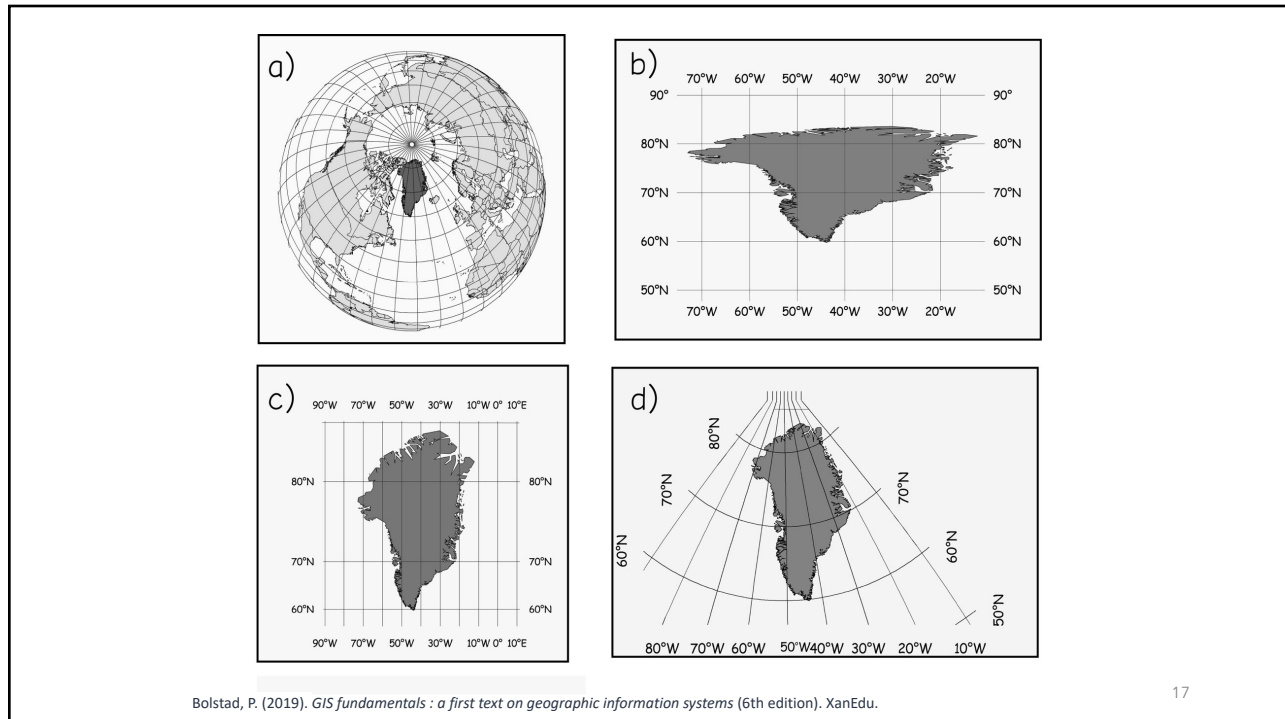 a)
b)
70°W 60°W 50°W 40°W 30°W 20°W
90° 90°
80°N 80°N
70°N 70°N
60°N 60°N
50°N 50°N
70°W 60°W 50°W 40°W 30°W 20°W
c)
90°W 70°W 50°W 30°W 10°W 0° 10°E
80°N 80°N
70°N 70°N
60°N 60°N
90°W 70°W 50°W 30°W 10°W 0° 10°E
d)
80°N
70°N 70°N
60°N 60°N
50°N
80°W 70°W 60°W 50°W 40°W 30°W 20°W 10°W
Bolstad, P. (2019). GIS fundamentals : a first text on geographic information systems (6th edition). XanEdu.
17